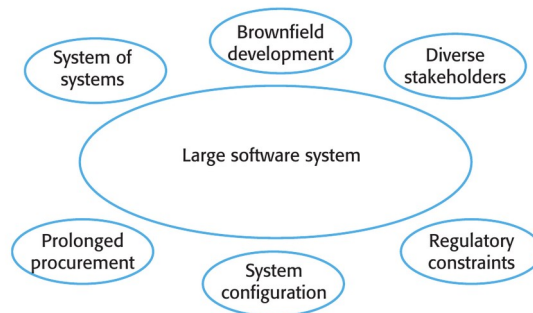 Brownfield
development
System of
systems
Diverse
stakeholders
Large software system
Prolonged
procurement
System
configuration
Regulatory
constraints